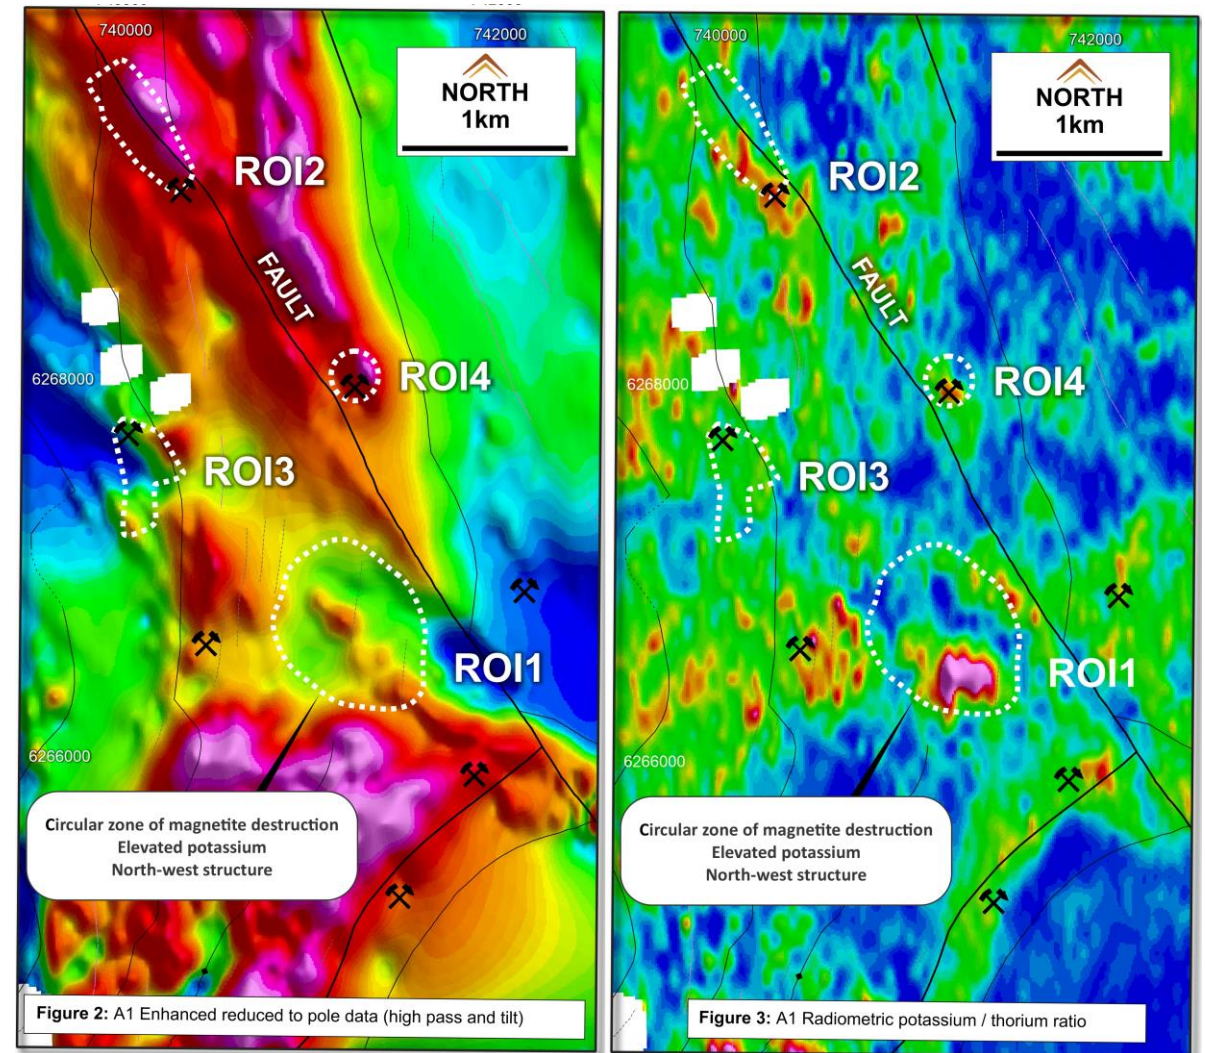 740000
742000
NORTH
1km
ROI2
FAULT
ROI4
6268000
ROI3
ROI1
6266000
Circular zone of magnetite destruction
Elevated potassium
North-west structure
Figure 2: A1 Enhanced reduced to pole data (high pass and tilt)
740000
742000
NORTH
1km
ROI2
FAULT
ROI4
6268000
ROI3
ROI1
6266000
Circular zone of magnetite destruction
Elevated potassium
North-west structure
Figure 3: A1 Radiometric potassium / thorium ratio